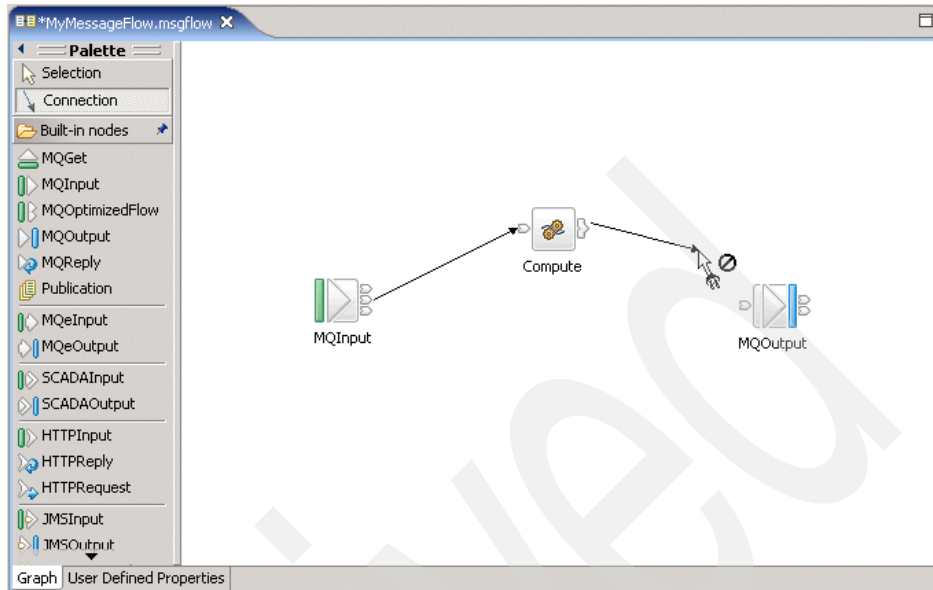 *MyMessageFlow.msgflow
Palette
Selection
Connection
Built-in nodes
MQGet
MQInput
MQOptimizedFlow
MQOutput
MQReply
Publication
MQeInput
MQeOutput
SCADAInput
SCADAOutput
HTTPInput
HTTPReply
HTTPRequest
JMSInput
JMSOutput
Compute
MQInput
MQOutput
Graph User Defined Properties